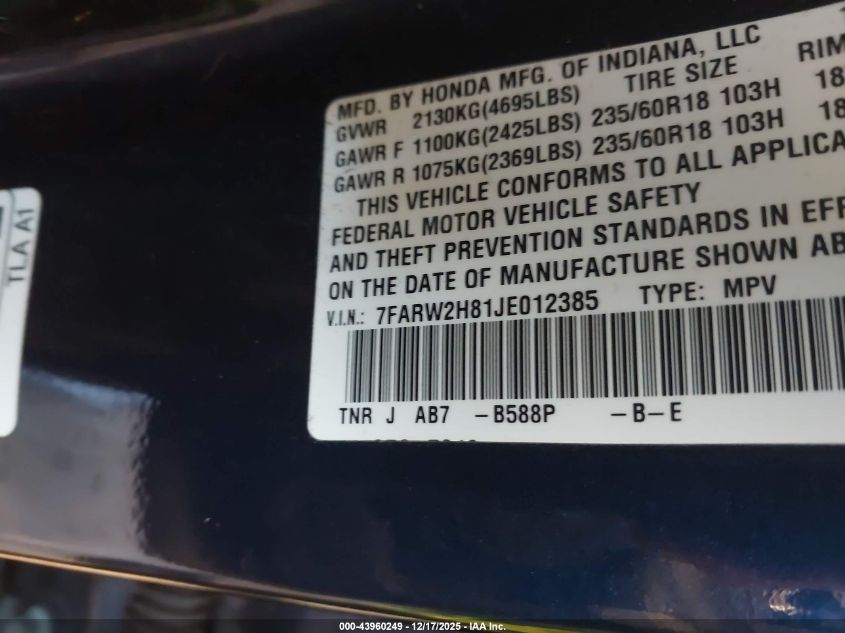 MFD. BY HONDA MFG. OF INDIANA, LLC
GVWR 2130KG(4695LBS) TIRE SIZE RIM
GAWR F 1100KG(2425LBS) 235/60R18 103H 18
GAWR R 1075KG(2369LBS) 235/60R18 103H 18
THIS VEHICLE CONFORMS TO ALL APPLICA
FEDERAL MOTOR VEHICLE SAFETY
AND THEFT PREVENTION STANDARDS IN EFF
ON THE DATE OF MANUFACTURE SHOWN AB
V.I.N.: 7FARW2H81JE012385 TYPE: MPV
TNR J AB7 -B588P -B-E
TLA A1
000-43960249 - 12/17/2025 - IAA Inc.